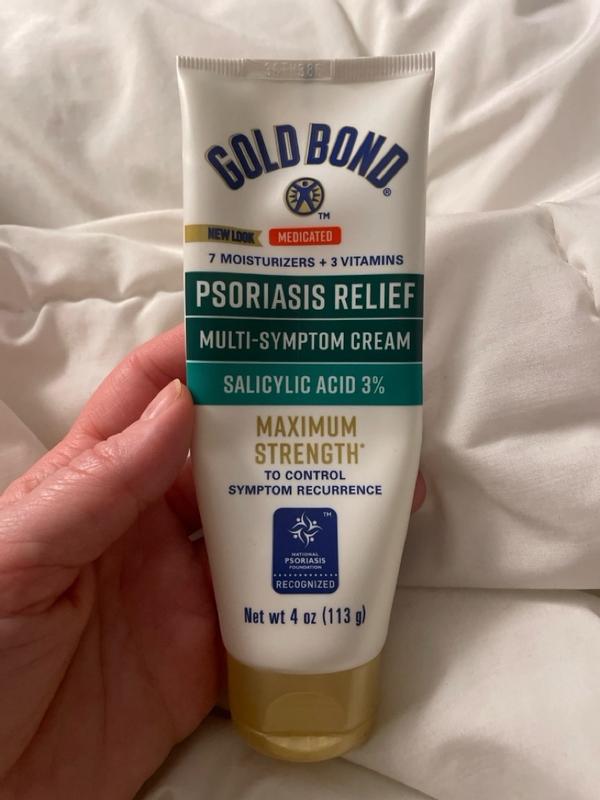 GOLD BOND®
TM
NEW LOOK MEDICATED
7 MOISTURIZERS + 3 VITAMINS
PSORIASIS RELIEF
MULTI-SYMPTOM CREAM
SALICYLIC ACID 3%
MAXIMUM
STRENGTH*
TO CONTROL
SYMPTOM RECURRENCE
TM
NATIONAL
PSORIASIS
FOUNDATION
RECOGNIZED
Net wt 4 oz (113 g)